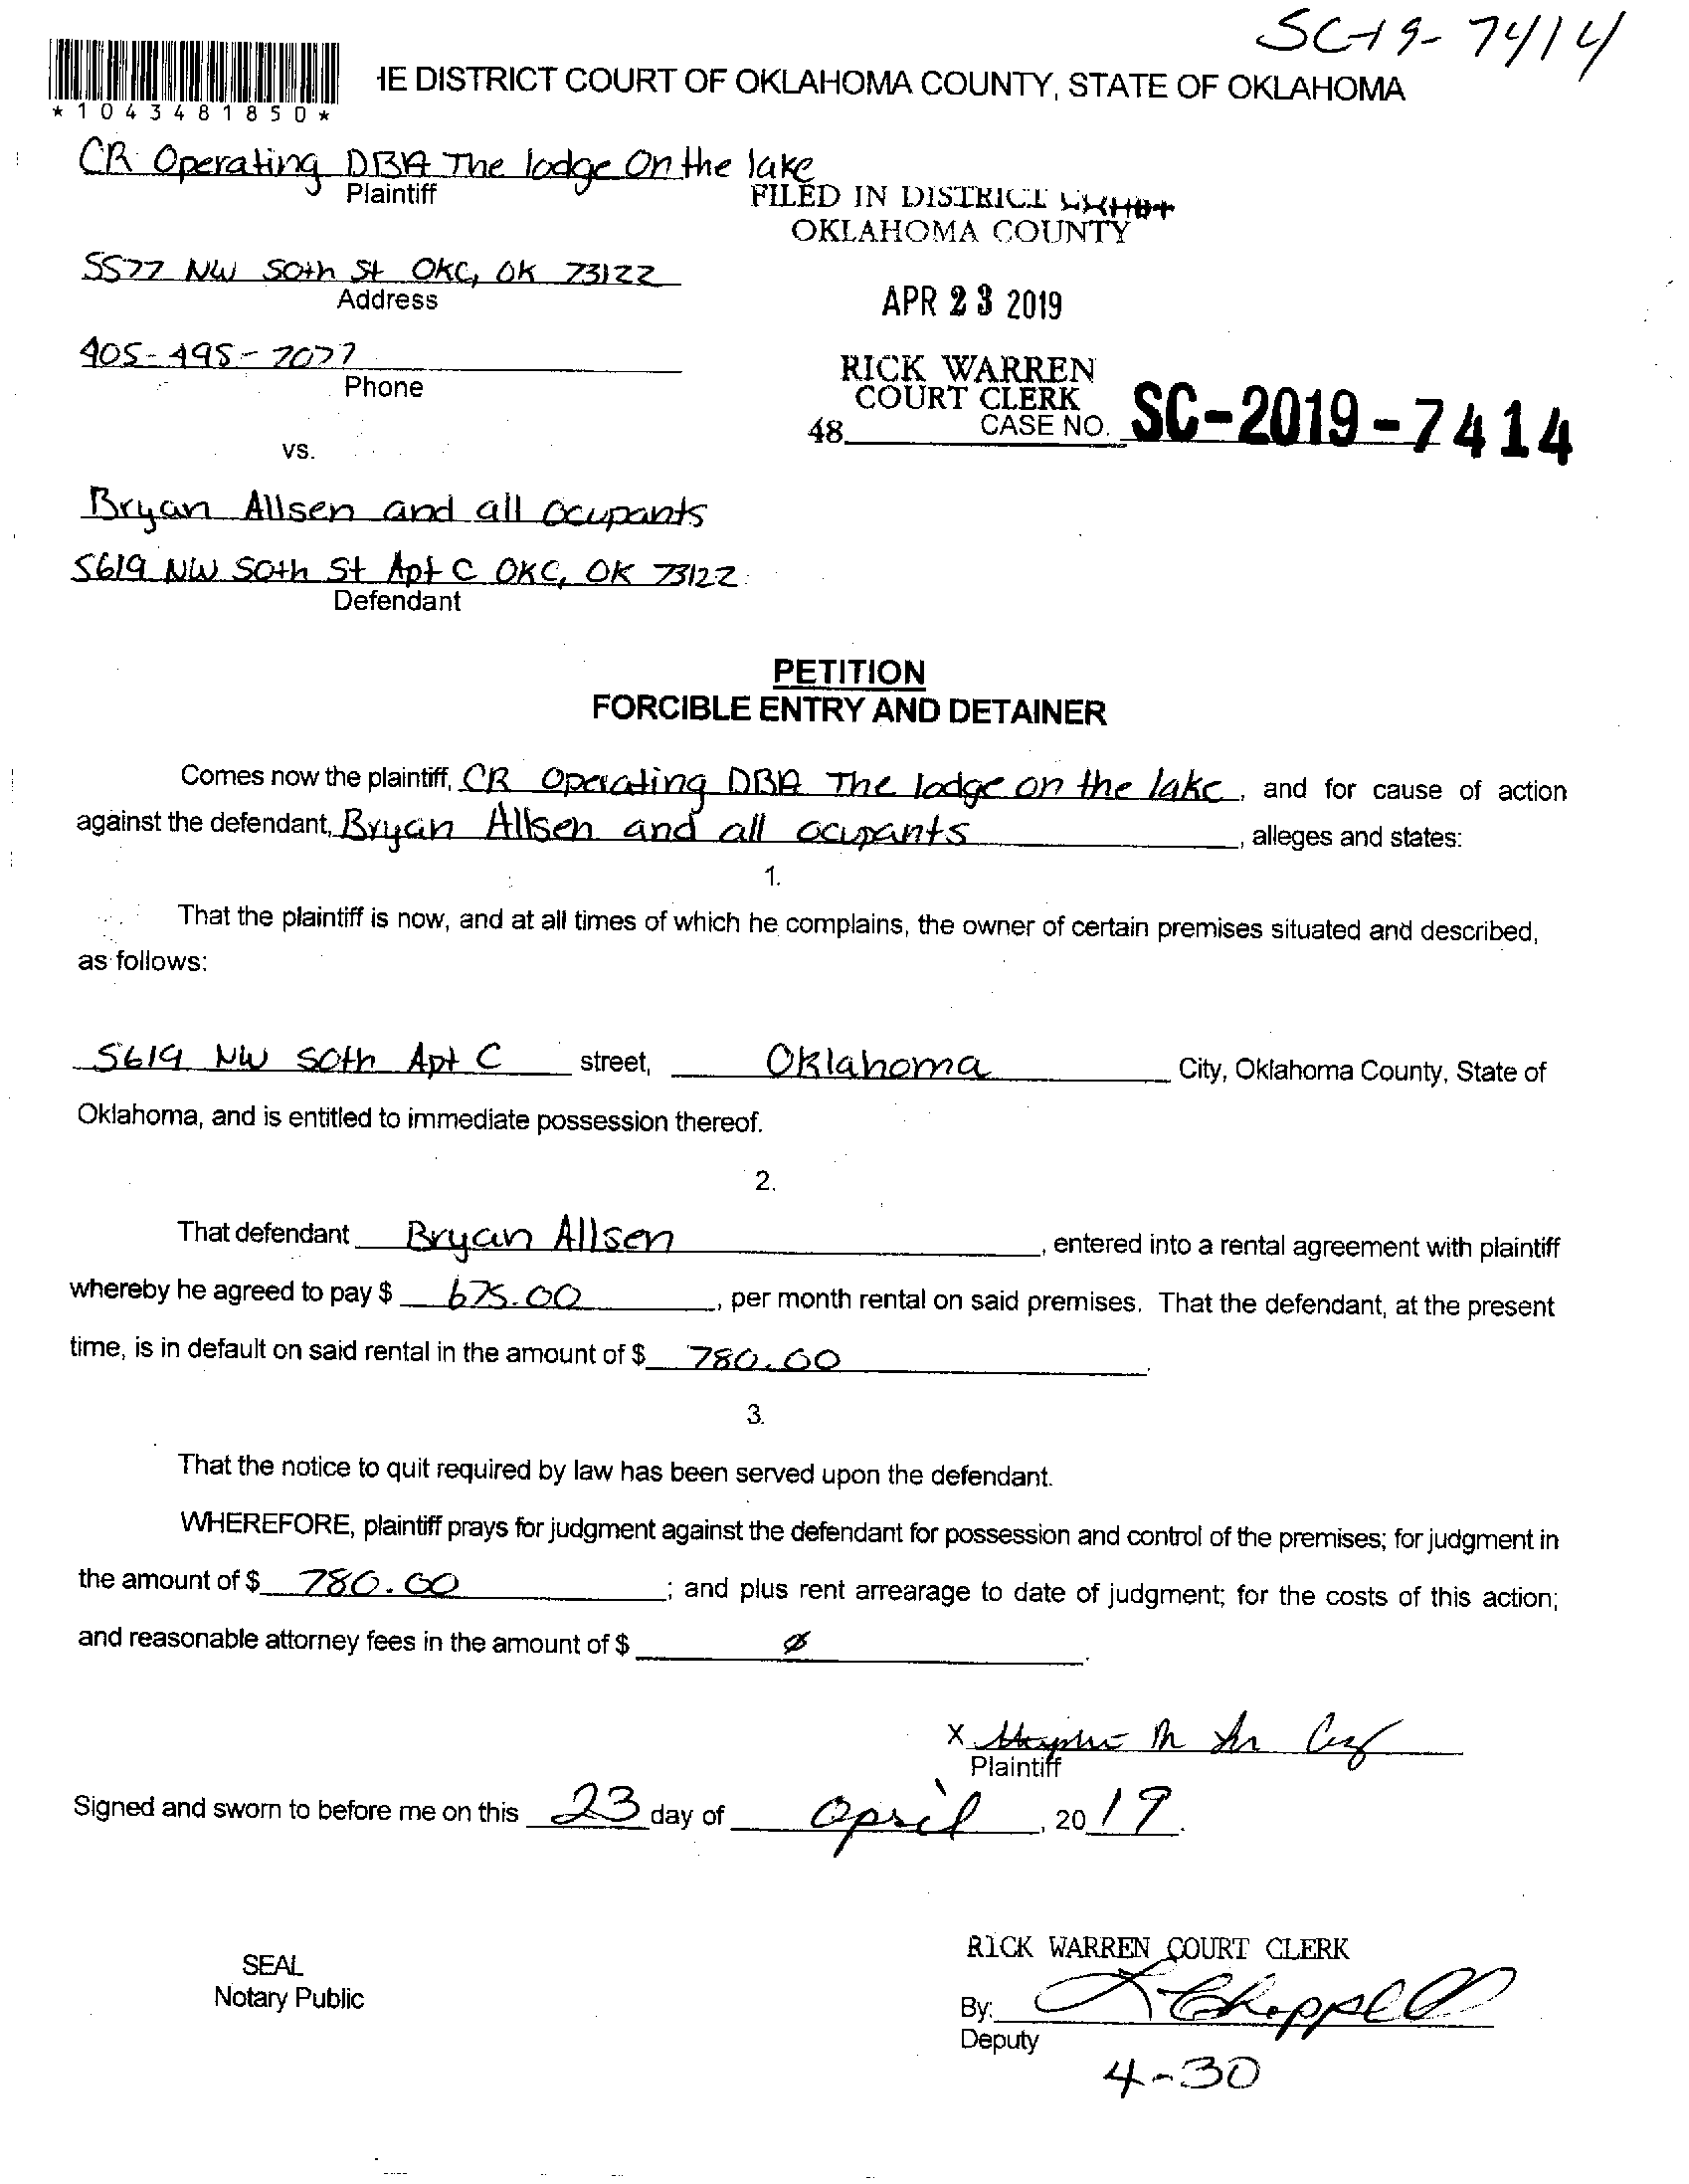 SC-19-7414
*1043481850*
HE DISTRICT COURT OF OKLAHOMA COUNTY, STATE OF OKLAHOMA
CR Operating DBA The lodge On the lake
Plaintiff
FILED IN DISTRICT COURT
OKLAHOMA COUNTY
5577 NW 50th St OKC, OK 73122
Address
APR 23 2019
405-495-7077
Phone
RICK WARREN
COURT CLERK
48 CASE NO. SC-2019-7414
vs.
Bryan Allsen and all ocupants
5619 NW 50th St Apt C OKC, OK 73122
Defendant
PETITION
FORCIBLE ENTRY AND DETAINER
Comes now the plaintiff, CR Operating DBA The lodge on the lake, and for cause of action
against the defendant, Bryan Allsen and all ocupants, alleges and states:
1.
That the plaintiff is now, and at all times of which he complains, the owner of certain premises situated and described,
as follows:
5619 NW 50th Apt C street, Oklahoma City, Oklahoma County, State of
Oklahoma, and is entitled to immediate possession thereof.
2.
That defendant Bryan Allsen, entered into a rental agreement with plaintiff
whereby he agreed to pay $ 675.00, per month rental on said premises. That the defendant, at the present
time, is in default on said rental in the amount of $ 780.00.
3.
That the notice to quit required by law has been served upon the defendant.
WHEREFORE, plaintiff prays for judgment against the defendant for possession and control of the premises; for judgment in
the amount of $ 780.00; and plus rent arrearage to date of judgment; for the costs of this action;
and reasonable attorney fees in the amount of $ Ø.
X
Plaintiff
Signed and sworn to before me on this 23 day of April, 2019.
RICK WARREN COURT CLERK
SEAL
Notary Public
By: K Chappell
Deputy
4-30